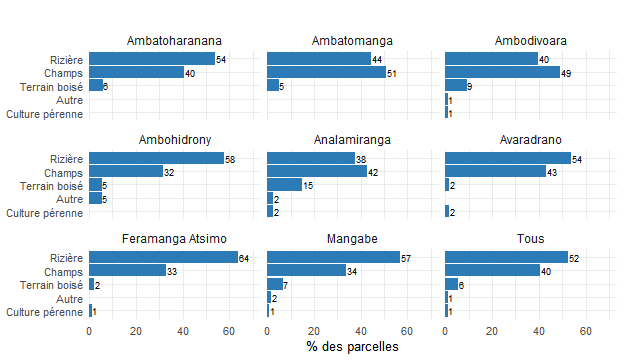 Ambatoharanana Ambatomanga Ambodivoara
Rizière 54 44 40
Champs 40 51 49
Terrain boisé 6 5 9
Autre 1
Culture pérenne 1
Ambohidrony Analamiranga Avaradrano
Rizière 58 38 54
Champs 32 42 43
Terrain boisé 5 15 2
Autre 5 2
Culture pérenne 2 2
Feramanga Atsimo Mangabe Tous
Rizière 64 57 52
Champs 33 34 40
Terrain boisé 2 7 6
Autre 2 1
Culture pérenne 1 1 1
0 20 40 60 0 20 40 60 0 20 40 60
% des parcelles